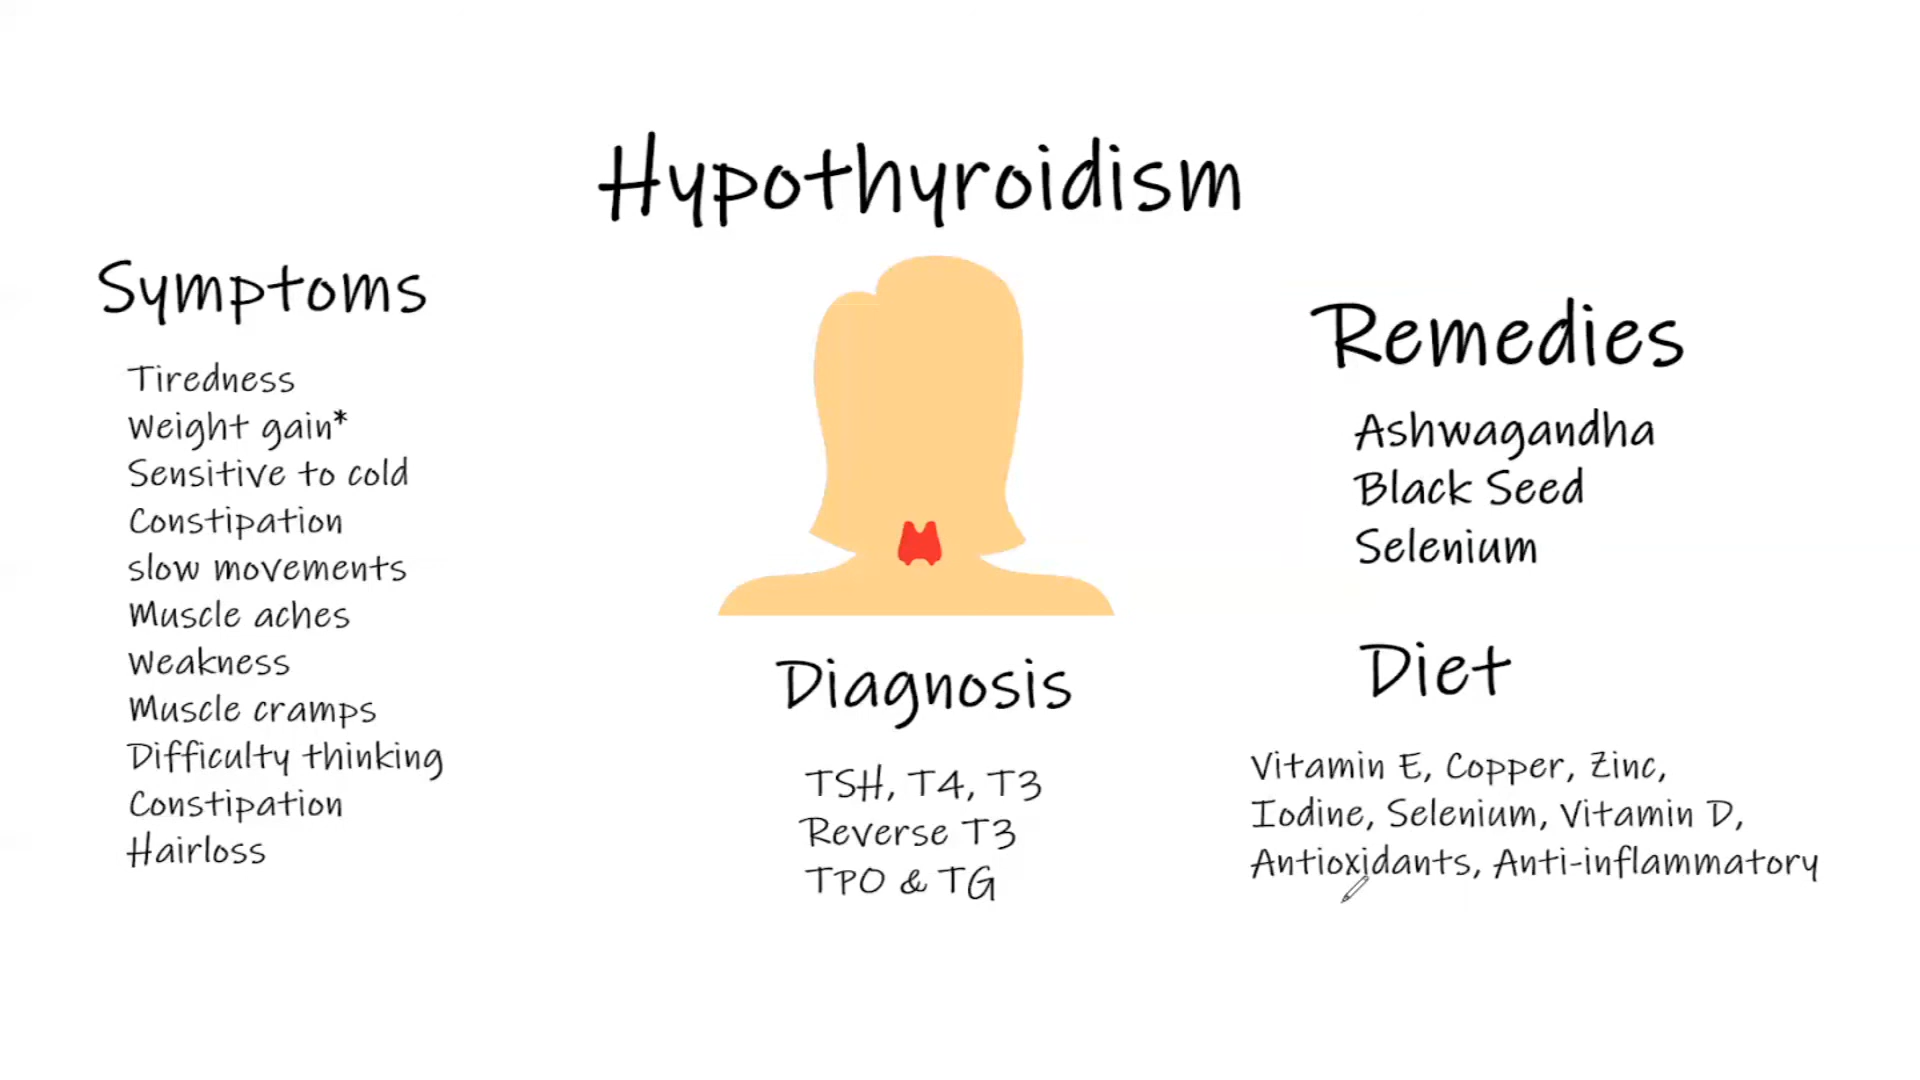 Hypothyroidism
Symptoms
Tiredness
Weight gain*
Sensitive to cold
Constipation
slow movements
Muscle aches
Weakness
Muscle cramps
Difficulty thinking
Constipation
Hairloss
Diagnosis
TSH, T4, T3
Reverse T3
TPO & TG
Remedies
Ashwagandha
Black Seed
Selenium
Diet
Vitamin E, Copper, Zinc,
Iodine, Selenium, Vitamin D,
Antioxidants, Anti-inflammatory